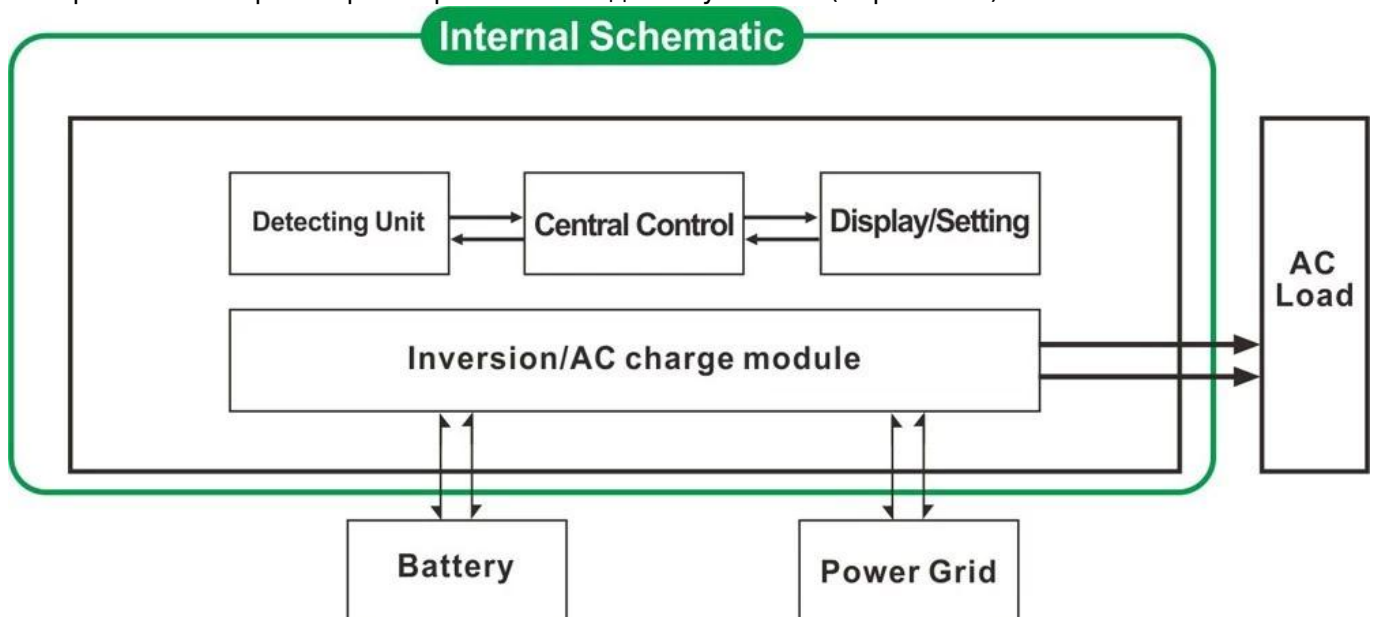 Internal Schematic
Detecting Unit
Central Control
Display/Setting
AC
Load
Inversion/AC charge module
Battery
Power Grid